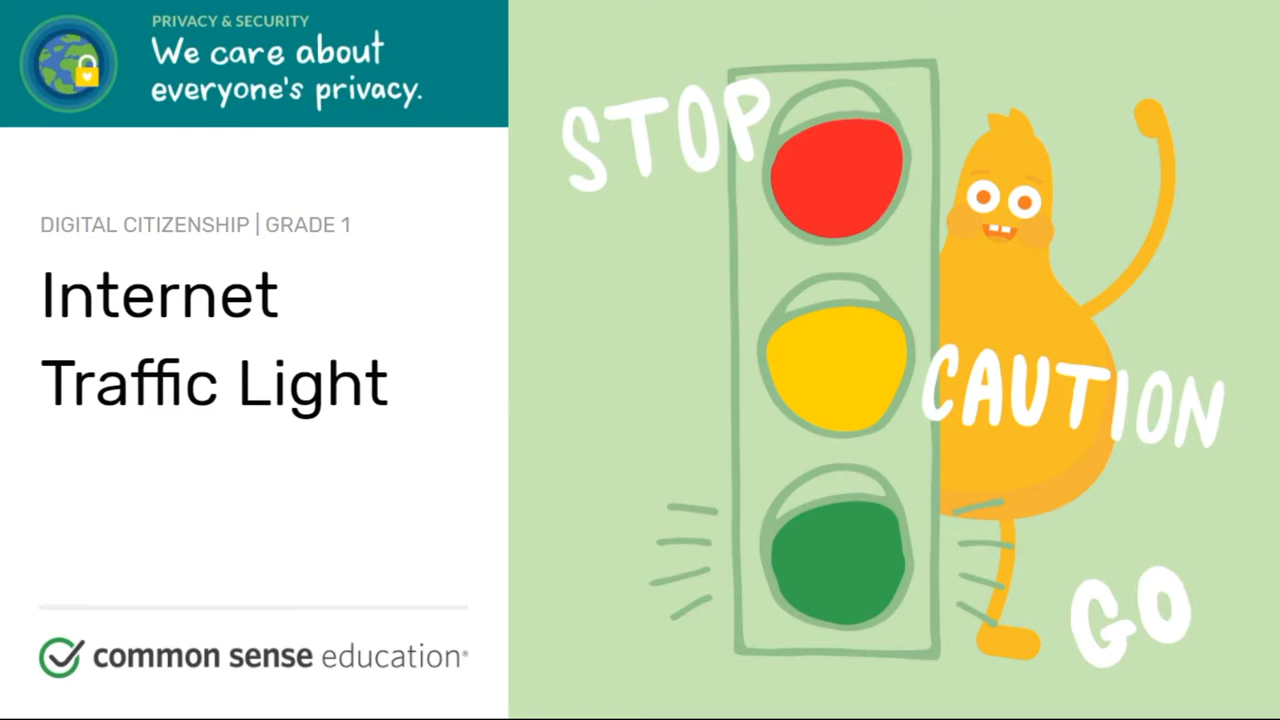 PRIVACY & SECURITY
We care about
everyone's privacy.
DIGITAL CITIZENSHIP | GRADE 1
Internet
Traffic Light
common sense education®
STOP
CAUTION
GO